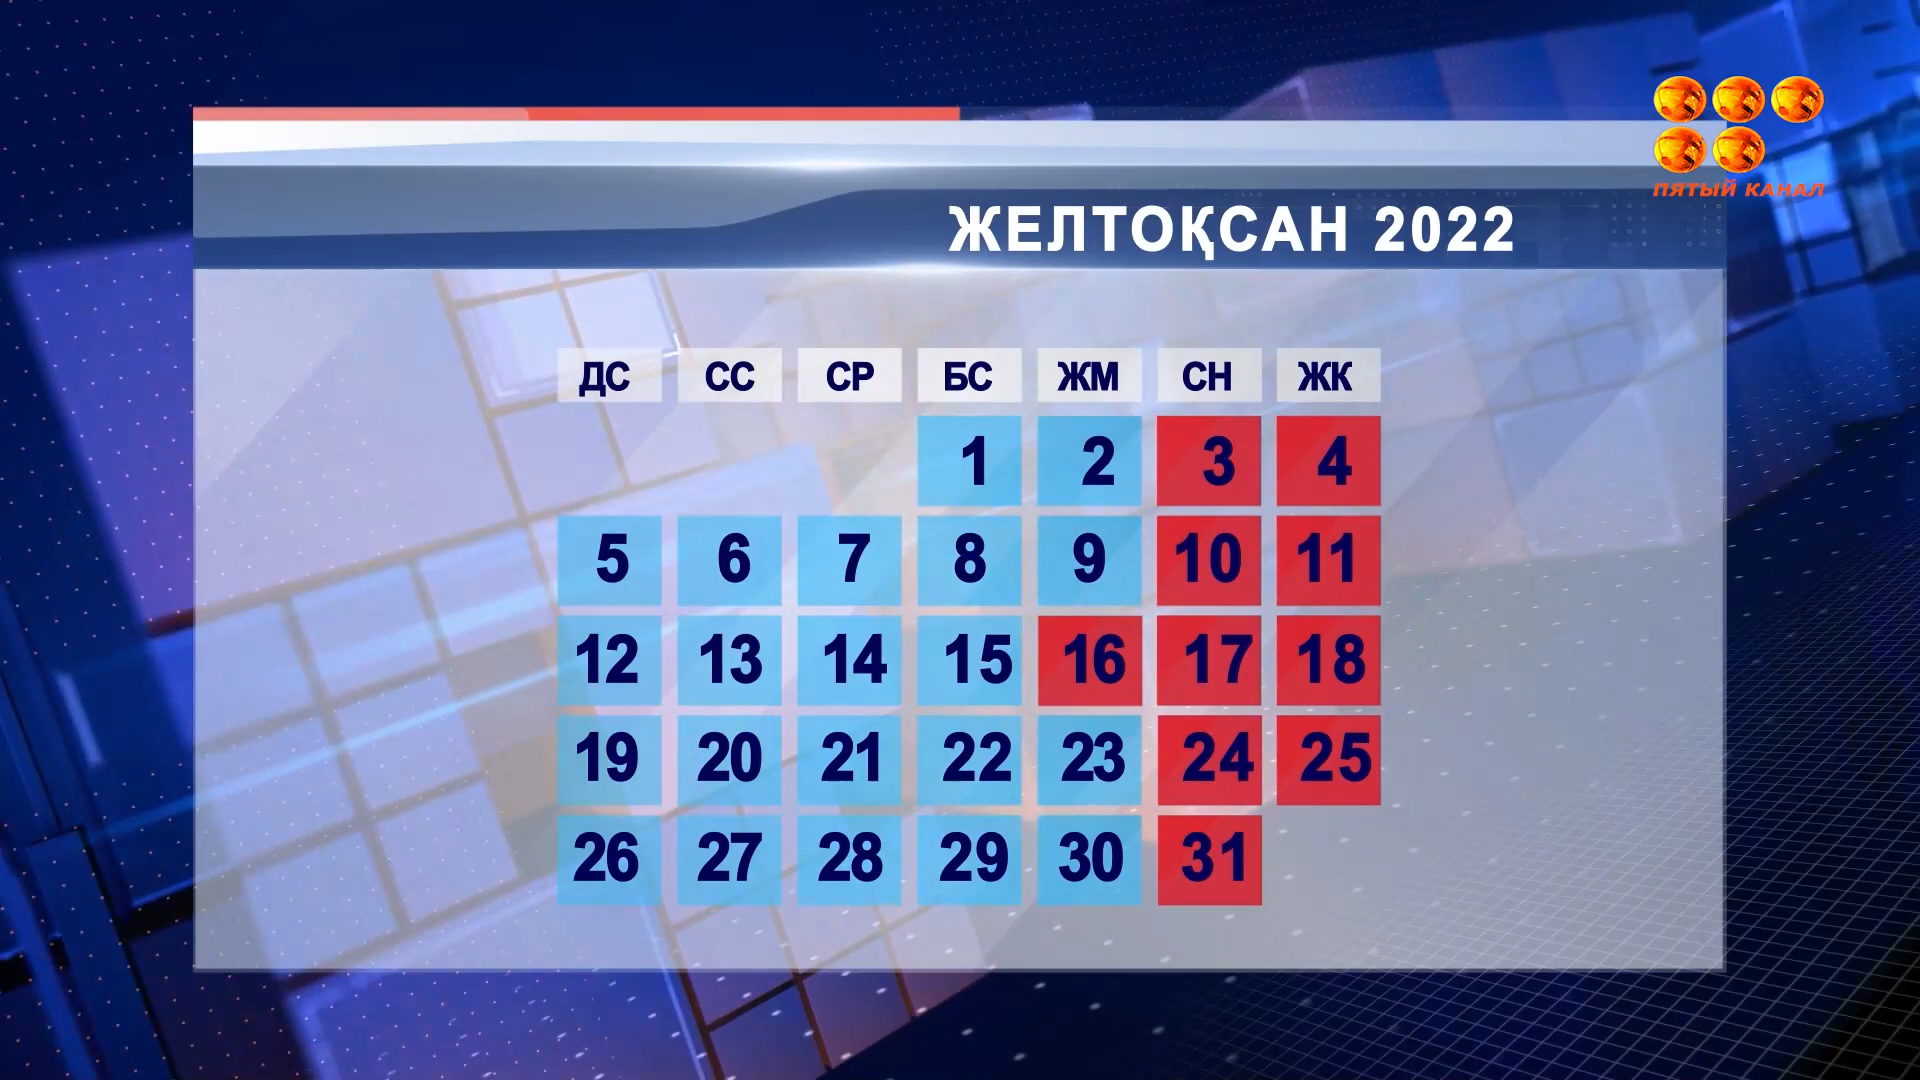 ПЯТЫЙ КАНАЛ
ЖЕЛТОҚСАН 2022
ДС СС СР БС ЖМ СН ЖК
1 2 3 4
5 6 7 8 9 10 11
12 13 14 15 16 17 18
19 20 21 22 23 24 25
26 27 28 29 30 31